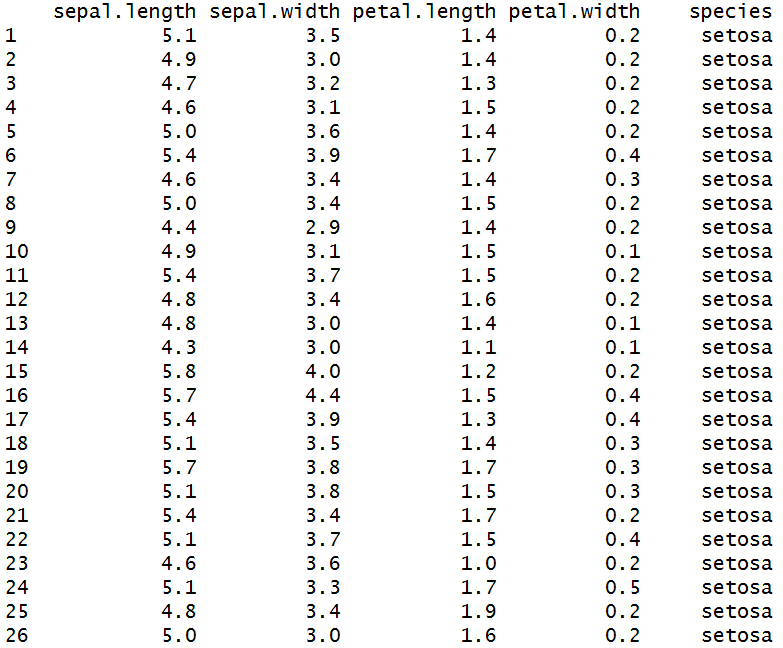 sepal.length sepal.width petal.length petal.width species
1 5.1 3.5 1.4 0.2 setosa
2 4.9 3.0 1.4 0.2 setosa
3 4.7 3.2 1.3 0.2 setosa
4 4.6 3.1 1.5 0.2 setosa
5 5.0 3.6 1.4 0.2 setosa
6 5.4 3.9 1.7 0.4 setosa
7 4.6 3.4 1.4 0.3 setosa
8 5.0 3.4 1.5 0.2 setosa
9 4.4 2.9 1.4 0.2 setosa
10 4.9 3.1 1.5 0.1 setosa
11 5.4 3.7 1.5 0.2 setosa
12 4.8 3.4 1.6 0.2 setosa
13 4.8 3.0 1.4 0.1 setosa
14 4.3 3.0 1.1 0.1 setosa
15 5.8 4.0 1.2 0.2 setosa
16 5.7 4.4 1.5 0.4 setosa
17 5.4 3.9 1.3 0.4 setosa
18 5.1 3.5 1.4 0.3 setosa
19 5.7 3.8 1.7 0.3 setosa
20 5.1 3.8 1.5 0.3 setosa
21 5.4 3.4 1.7 0.2 setosa
22 5.1 3.7 1.5 0.4 setosa
23 4.6 3.6 1.0 0.2 setosa
24 5.1 3.3 1.7 0.5 setosa
25 4.8 3.4 1.9 0.2 setosa
26 5.0 3.0 1.6 0.2 setosa